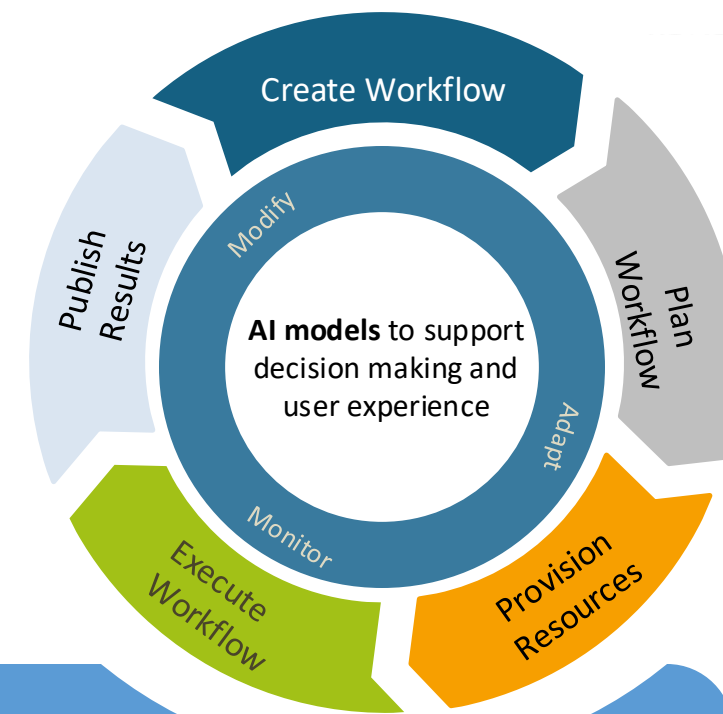 Create Workflow
Plan
Workflow
Provision
Resources
Execute
Workflow
Publish
Results
Modify
Adapt
Monitor
AI models to support
decision making and
user experience